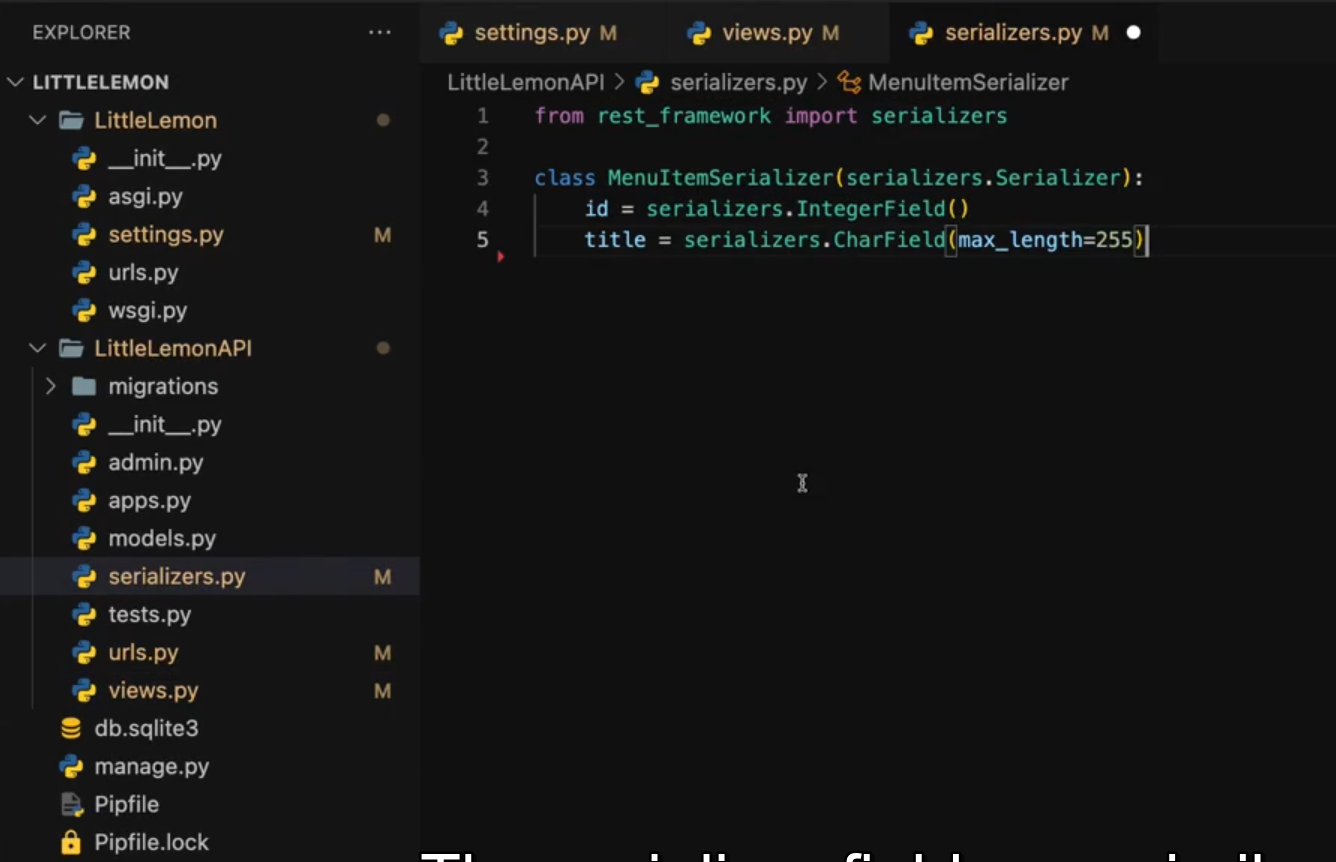 EXPLORER
...
LITTLELEMON
LittleLemon
__init__.py
asgi.py
settings.py M
urls.py
wsgi.py
LittleLemonAPI
migrations
__init__.py
admin.py
apps.py
models.py
serializers.py M
tests.py
urls.py M
views.py M
db.sqlite3
manage.py
Pipfile
Pipfile.lock
settings.py M views.py M serializers.py M
LittleLemonAPI > serializers.py > MenuItemSerializer
1 from rest_framework import serializers
2
3 class MenuItemSerializer(serializers.Serializer):
4     id = serializers.IntegerField()
5     title = serializers.CharField(max_length=255)